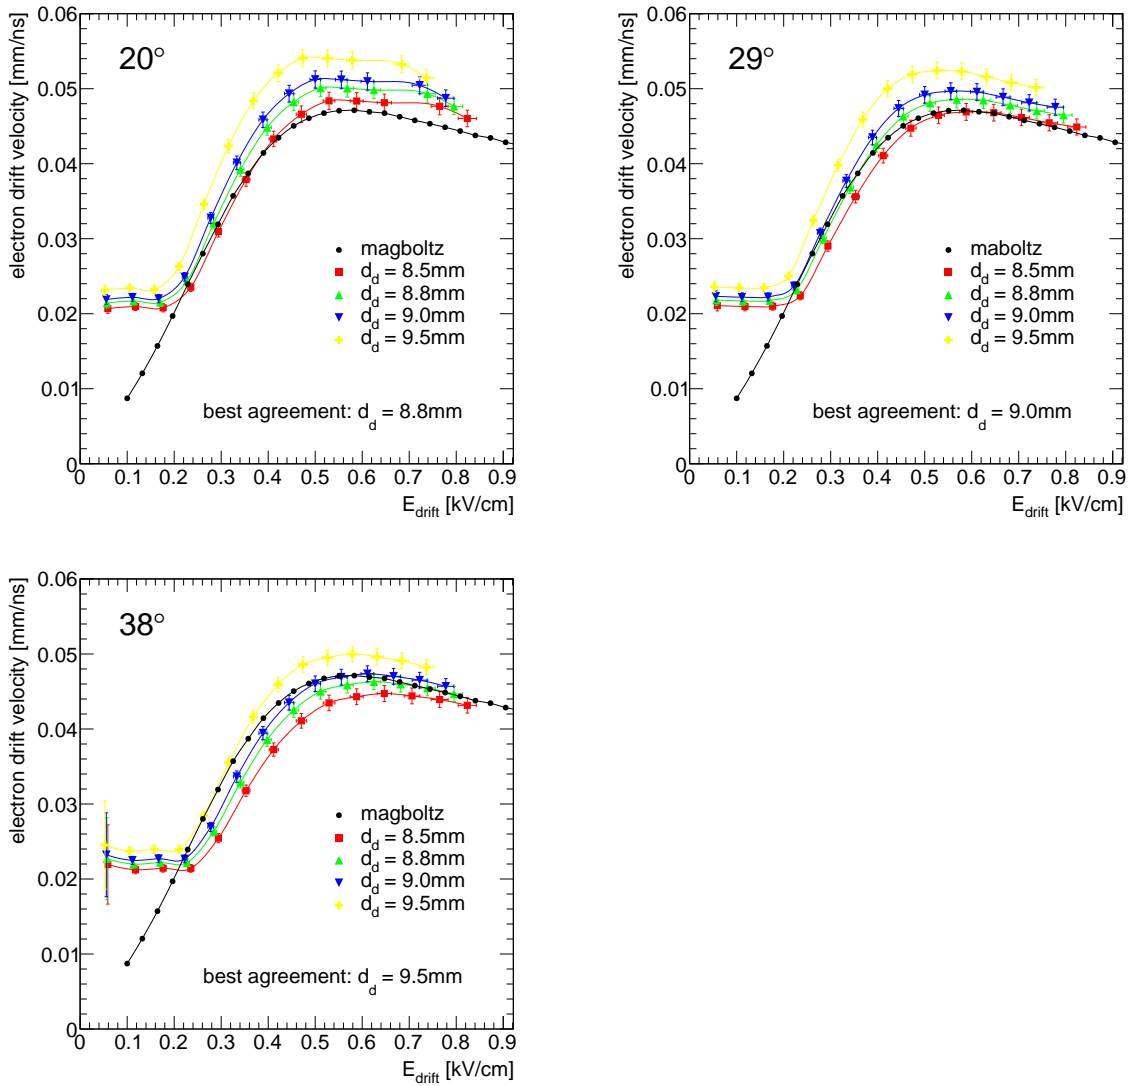 electron drift velocity [mm/ns]
0.06
0.05
0.04
0.03
0.02
0.01
0
20°
magboltz
d_d = 8.5mm
d_d = 8.8mm
d_d = 9.0mm
d_d = 9.5mm
best agreement: d_d = 8.8mm
0 0.1 0.2 0.3 0.4 0.5 0.6 0.7 0.8 0.9
E_drift [kV/cm]
electron drift velocity [mm/ns]
0.06
0.05
0.04
0.03
0.02
0.01
0
29°
maboltz
d_d = 8.5mm
d_d = 8.8mm
d_d = 9.0mm
d_d = 9.5mm
best agreement: d_d = 9.0mm
0 0.1 0.2 0.3 0.4 0.5 0.6 0.7 0.8 0.9
E_drift [kV/cm]
electron drift velocity [mm/ns]
0.06
0.05
0.04
0.03
0.02
0.01
0
38°
magboltz
d_d = 8.5mm
d_d = 8.8mm
d_d = 9.0mm
d_d = 9.5mm
best agreement: d_d = 9.5mm
0 0.1 0.2 0.3 0.4 0.5 0.6 0.7 0.8 0.9
E_drift [kV/cm]